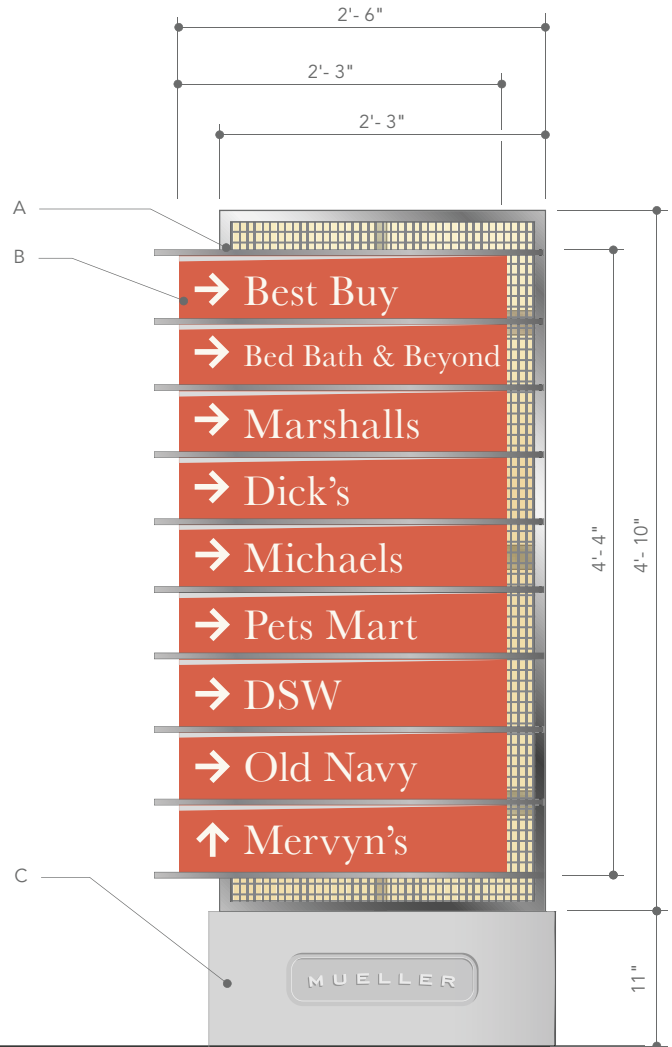 2'- 6"
2'- 3"
2'- 3"
A
B
→ Best Buy
→ Bed Bath & Beyond
→ Marshalls
→ Dick's
→ Michaels
4'- 4"
4'- 10"
→ Pets Mart
→ DSW
→ Old Navy
↑ Mervyn's
C
MUELLER
11"